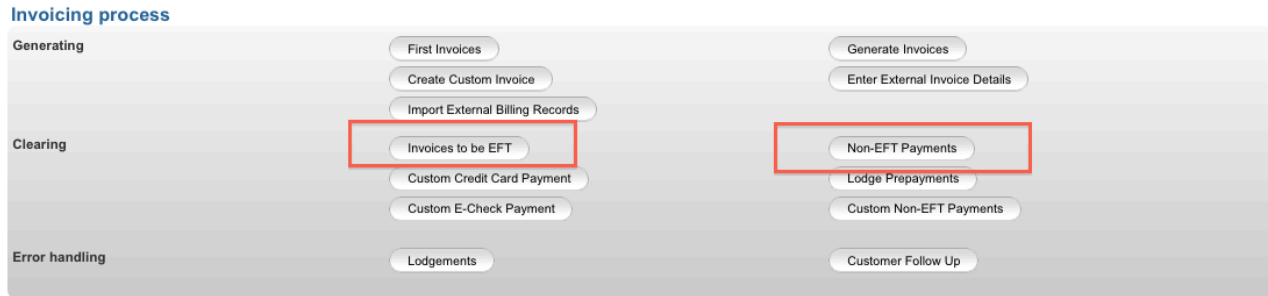 Invoicing process
Generating First Invoices Generate Invoices
Create Custom Invoice Enter External Invoice Details
Import External Billing Records
Clearing Invoices to be EFT Non-EFT Payments
Custom Credit Card Payment Lodge Prepayments
Custom E-Check Payment Custom Non-EFT Payments
Error handling Lodgements Customer Follow Up